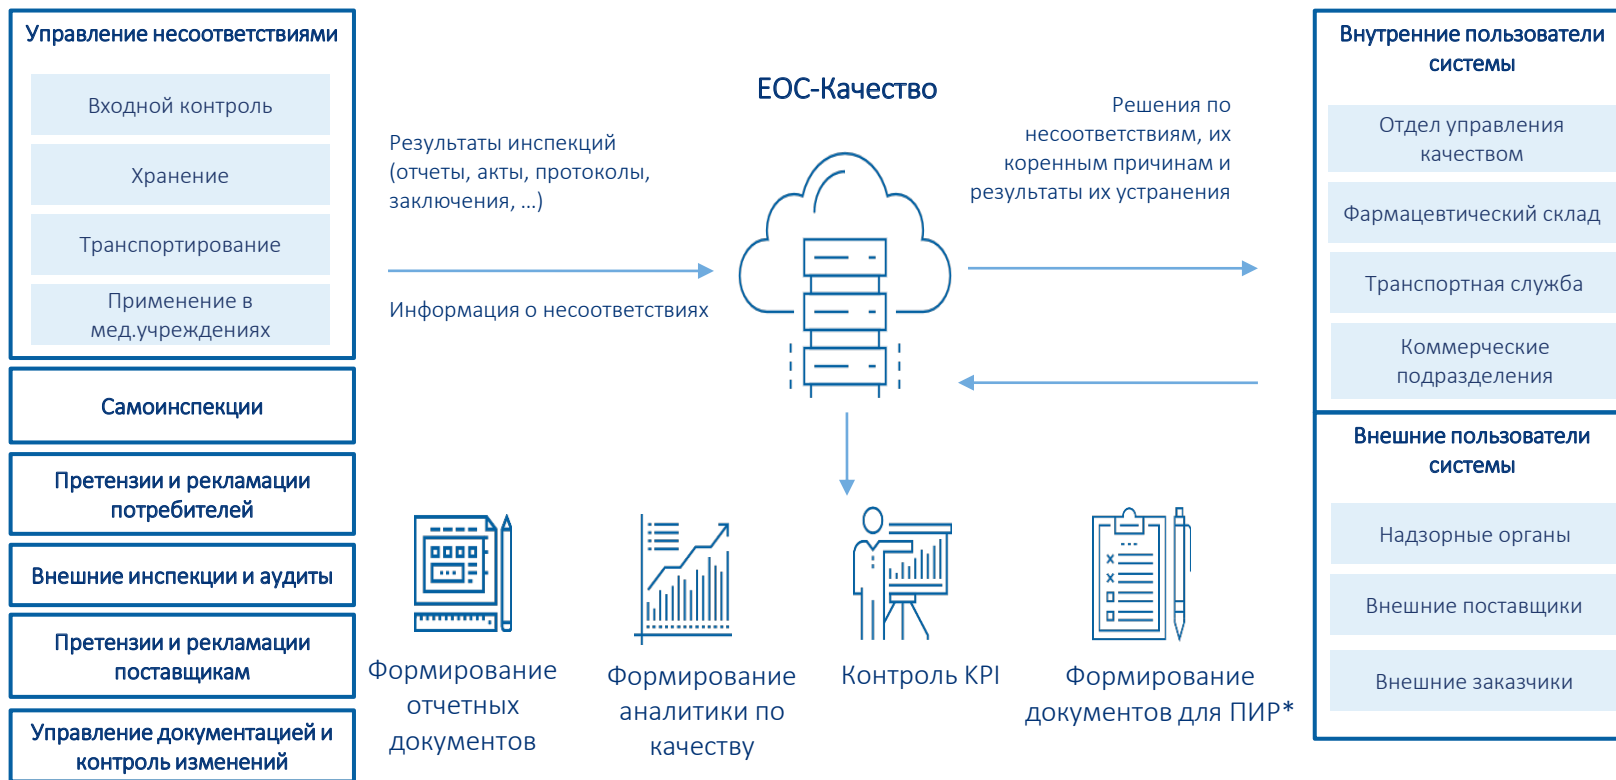 Управление несоответствиями
Входной контроль
Хранение
Транспортирование
Применение в
мед.учреждениях
Самоинспекции
Претензии и рекламации
потребителей
Внешние инспекции и аудиты
Претензии и рекламации
поставщикам
Управление документацией и
контроль изменений
Результаты инспекций
(отчеты, акты, протоколы,
заключения, ...)
Информация о несоответствиях
ЕОС-Качество
Решения по
несоответствиям, их
коренным причинам и
результаты их устранения
Формирование
отчетных
документов
Формирование
аналитики по
качеству
Контроль KPI
Формирование
документов для ПИР*
Внутренние пользователи
системы
Отдел управления
качеством
Фармацевтический склад
Транспортная служба
Коммерческие
подразделения
Внешние пользователи
системы
Надзорные органы
Внешние поставщики
Внешние заказчики